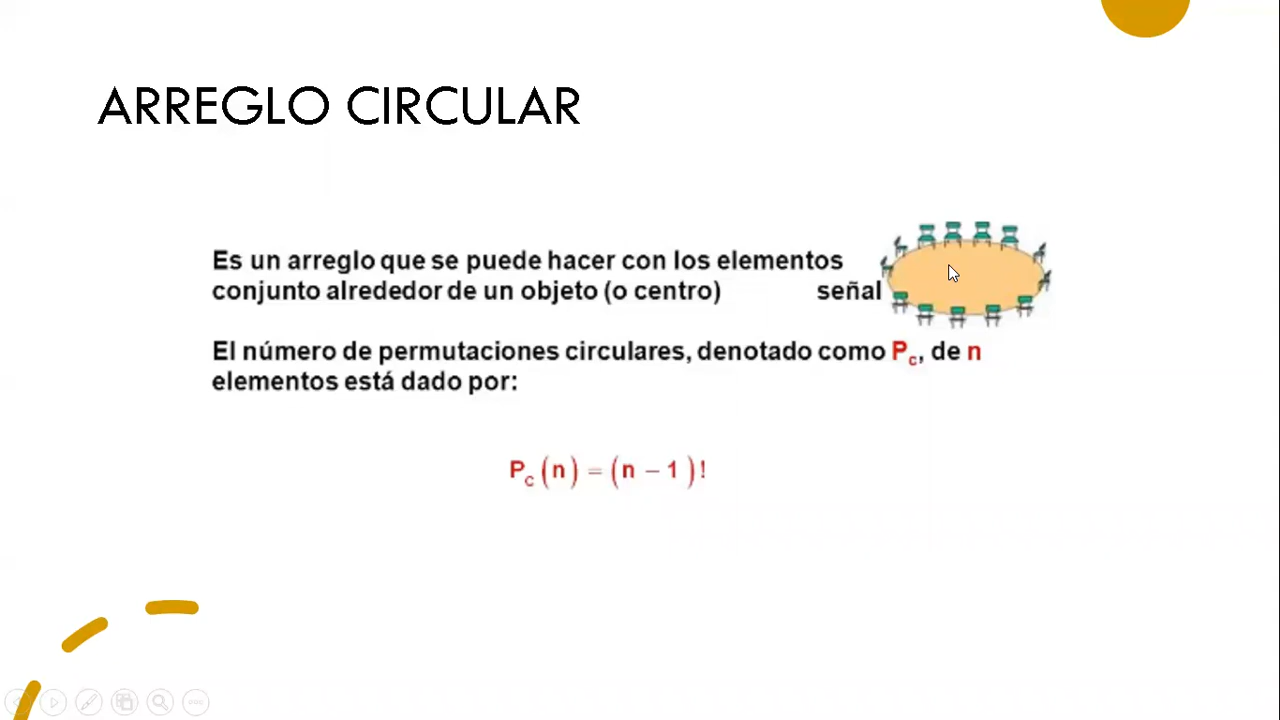 ARREGLO CIRCULAR
Es un arreglo que se puede hacer con los elementos
conjunto alrededor de un objeto (o centro) señal
El número de permutaciones circulares, denotado como Pc, de n
elementos está dado por:
Pc (n) = (n − 1)!